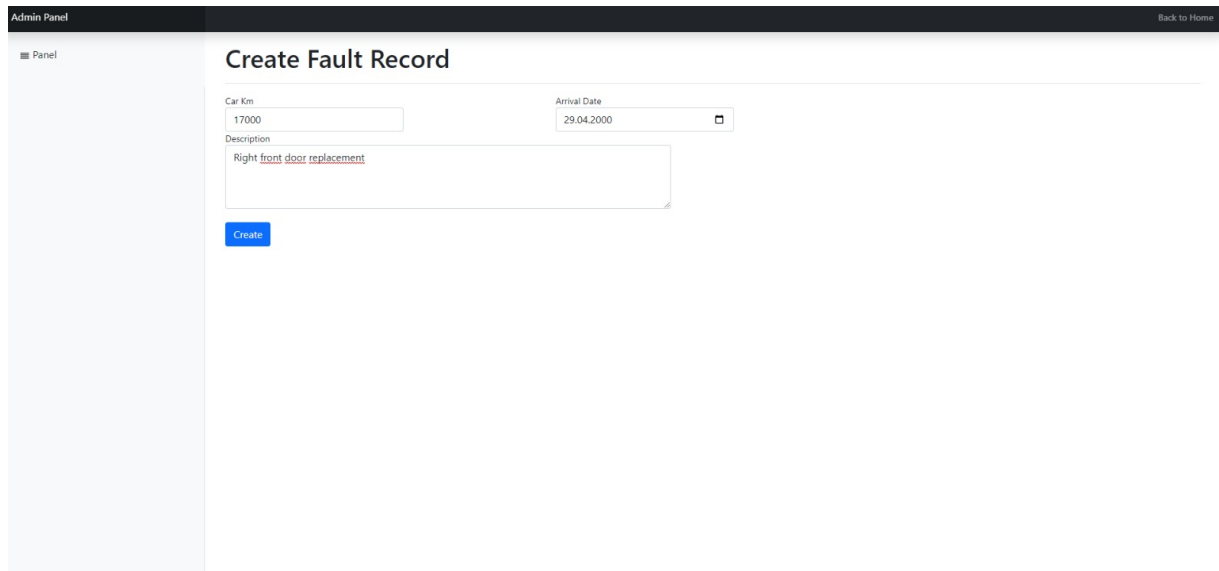 Admin Panel
Back to Home
Panel
Create Fault Record
Car Km
Arrival Date
17000
29.04.2000
Description
Right front door replacement
Create